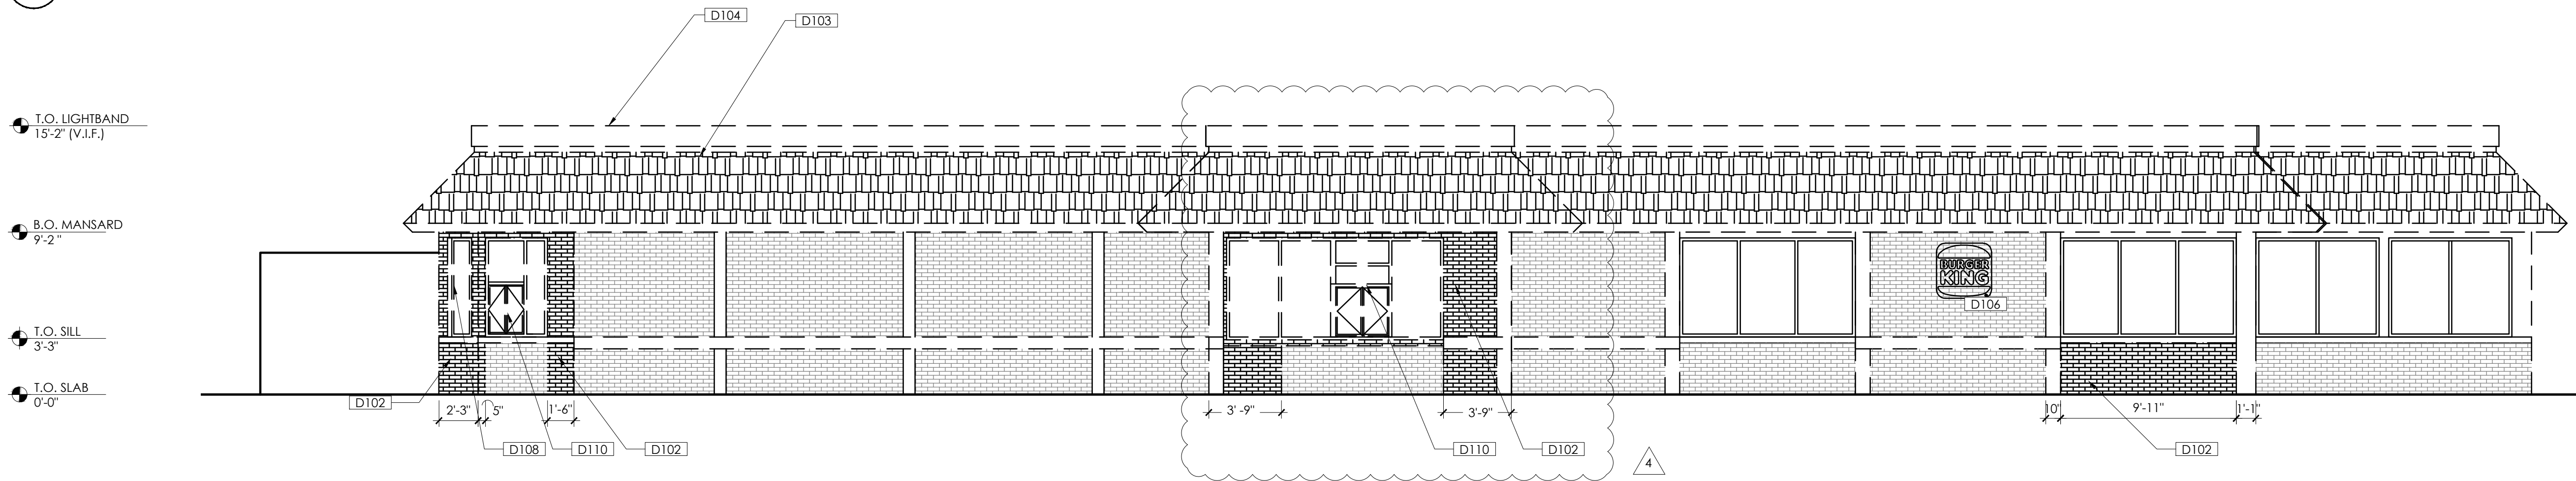 D104
D103
T.O. LIGHTBAND
15'-2" (V.I.F.)
B.O. MANSARD
9'-2 "
BURGER
KING
D106
T.O. SILL
3'-3"
T.O. SLAB
0'-0"
D102
2'-3"
5"
1'-6"
3' -9"
3'-9"
10"
9'-11"
1'-1"
D108
D110
D102
D110
D102
4
D102